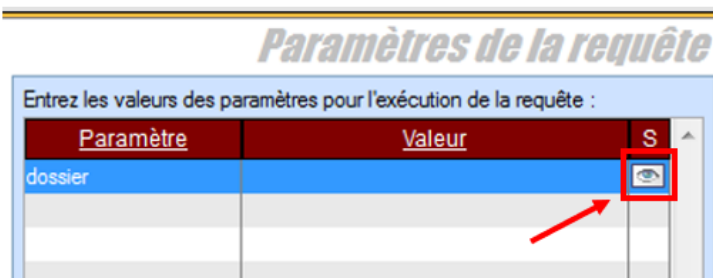 Paramètres de la requête
Entrez les valeurs des paramètres pour l'exécution de la requête :
Paramètre Valeur S
dossier